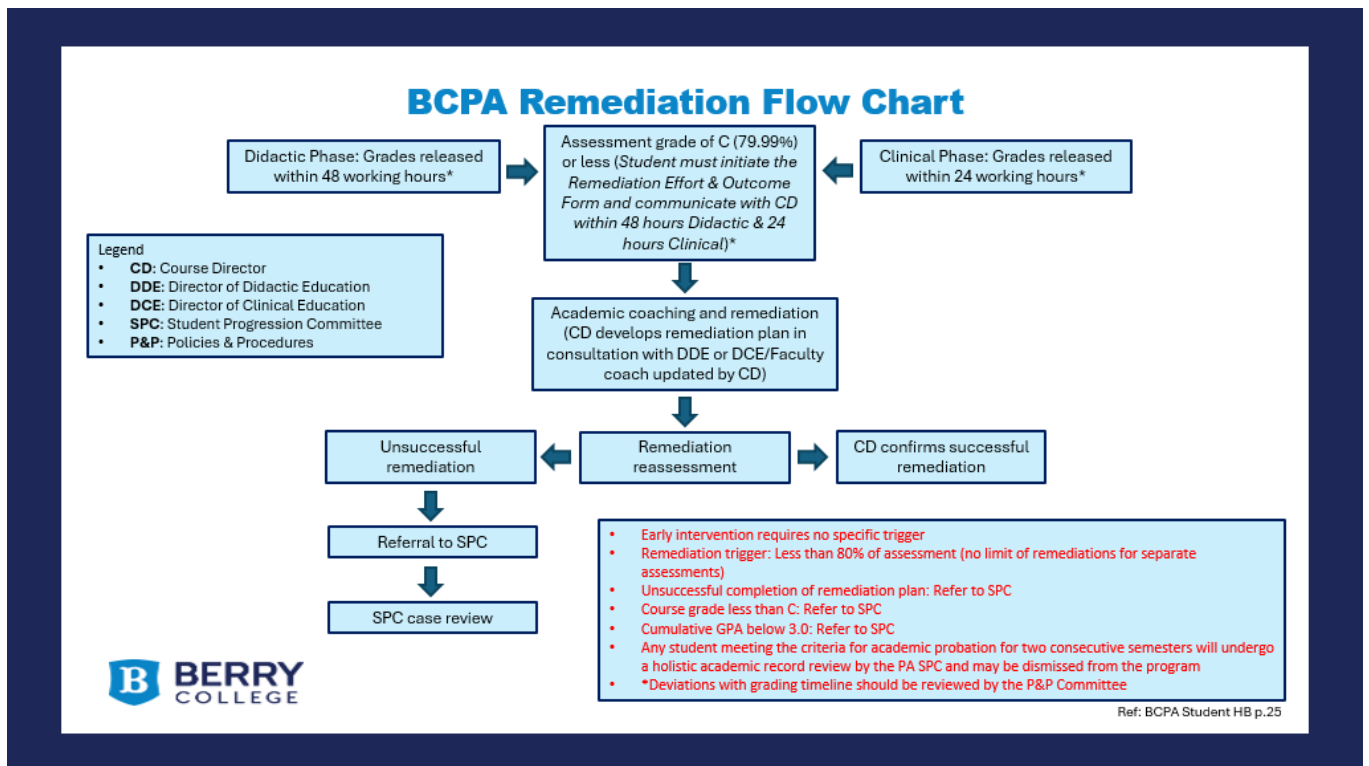 BCPA Remediation Flow Chart
Didactic Phase: Grades released
within 48 working hours*
Assessment grade of C (79.99%)
or less (Student must initiate the
Remediation Effort & Outcome
Form and communicate with CD
within 48 hours Didactic & 24
hours Clinical)*
Clinical Phase: Grades released
within 24 working hours*
Legend
• CD: Course Director
• DDE: Director of Didactic Education
• DCE: Director of Clinical Education
• SPC: Student Progression Committee
• P&P: Policies & Procedures
Academic coaching and remediation
(CD develops remediation plan in
consultation with DDE or DCE/Faculty
coach updated by CD)
Unsuccessful
remediation
Remediation
reassessment
CD confirms successful
remediation
Referral to SPC
SPC case review
• Early intervention requires no specific trigger
• Remediation trigger: Less than 80% of assessment (no limit of remediations for separate
assessments)
• Unsuccessful completion of remediation plan: Refer to SPC
• Course grade less than C: Refer to SPC
• Cumulative GPA below 3.0: Refer to SPC
• Any student meeting the criteria for academic probation for two consecutive semesters will undergo
a holistic academic record review by the PA SPC and may be dismissed from the program
• *Deviations with grading timeline should be reviewed by the P&P Committee
B BERRY
COLLEGE
Ref: BCPA Student HB p.25